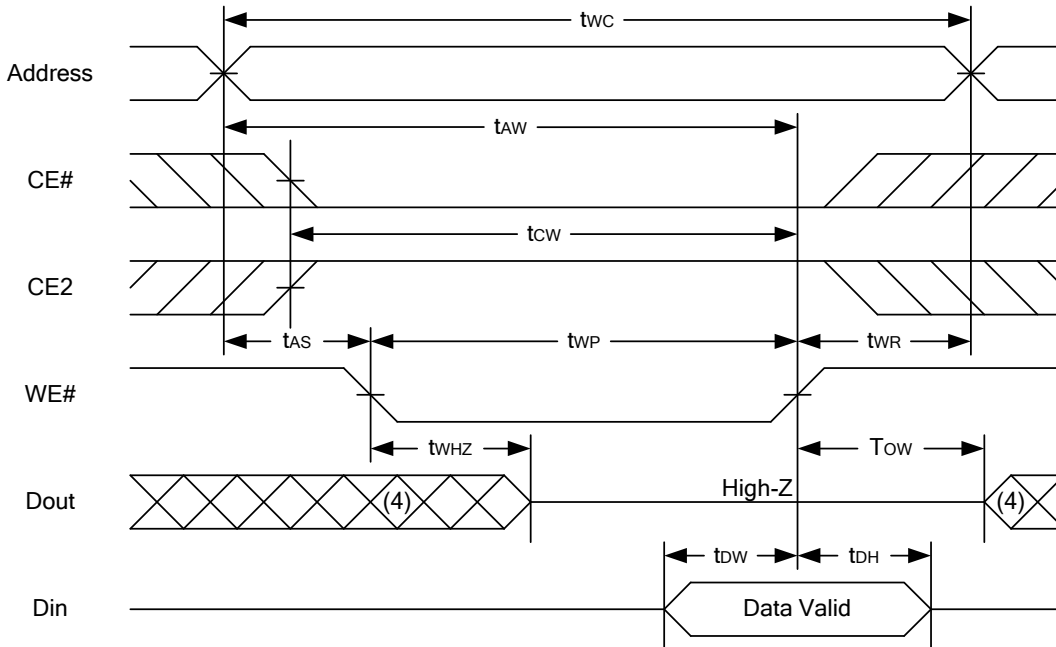 tWC
Address
tAW
CE#
tCW
CE2
tAS tWP tWR
WE#
tWHZ TOW
High-Z
Dout (4) (4)
tDW tDH
Din Data Valid